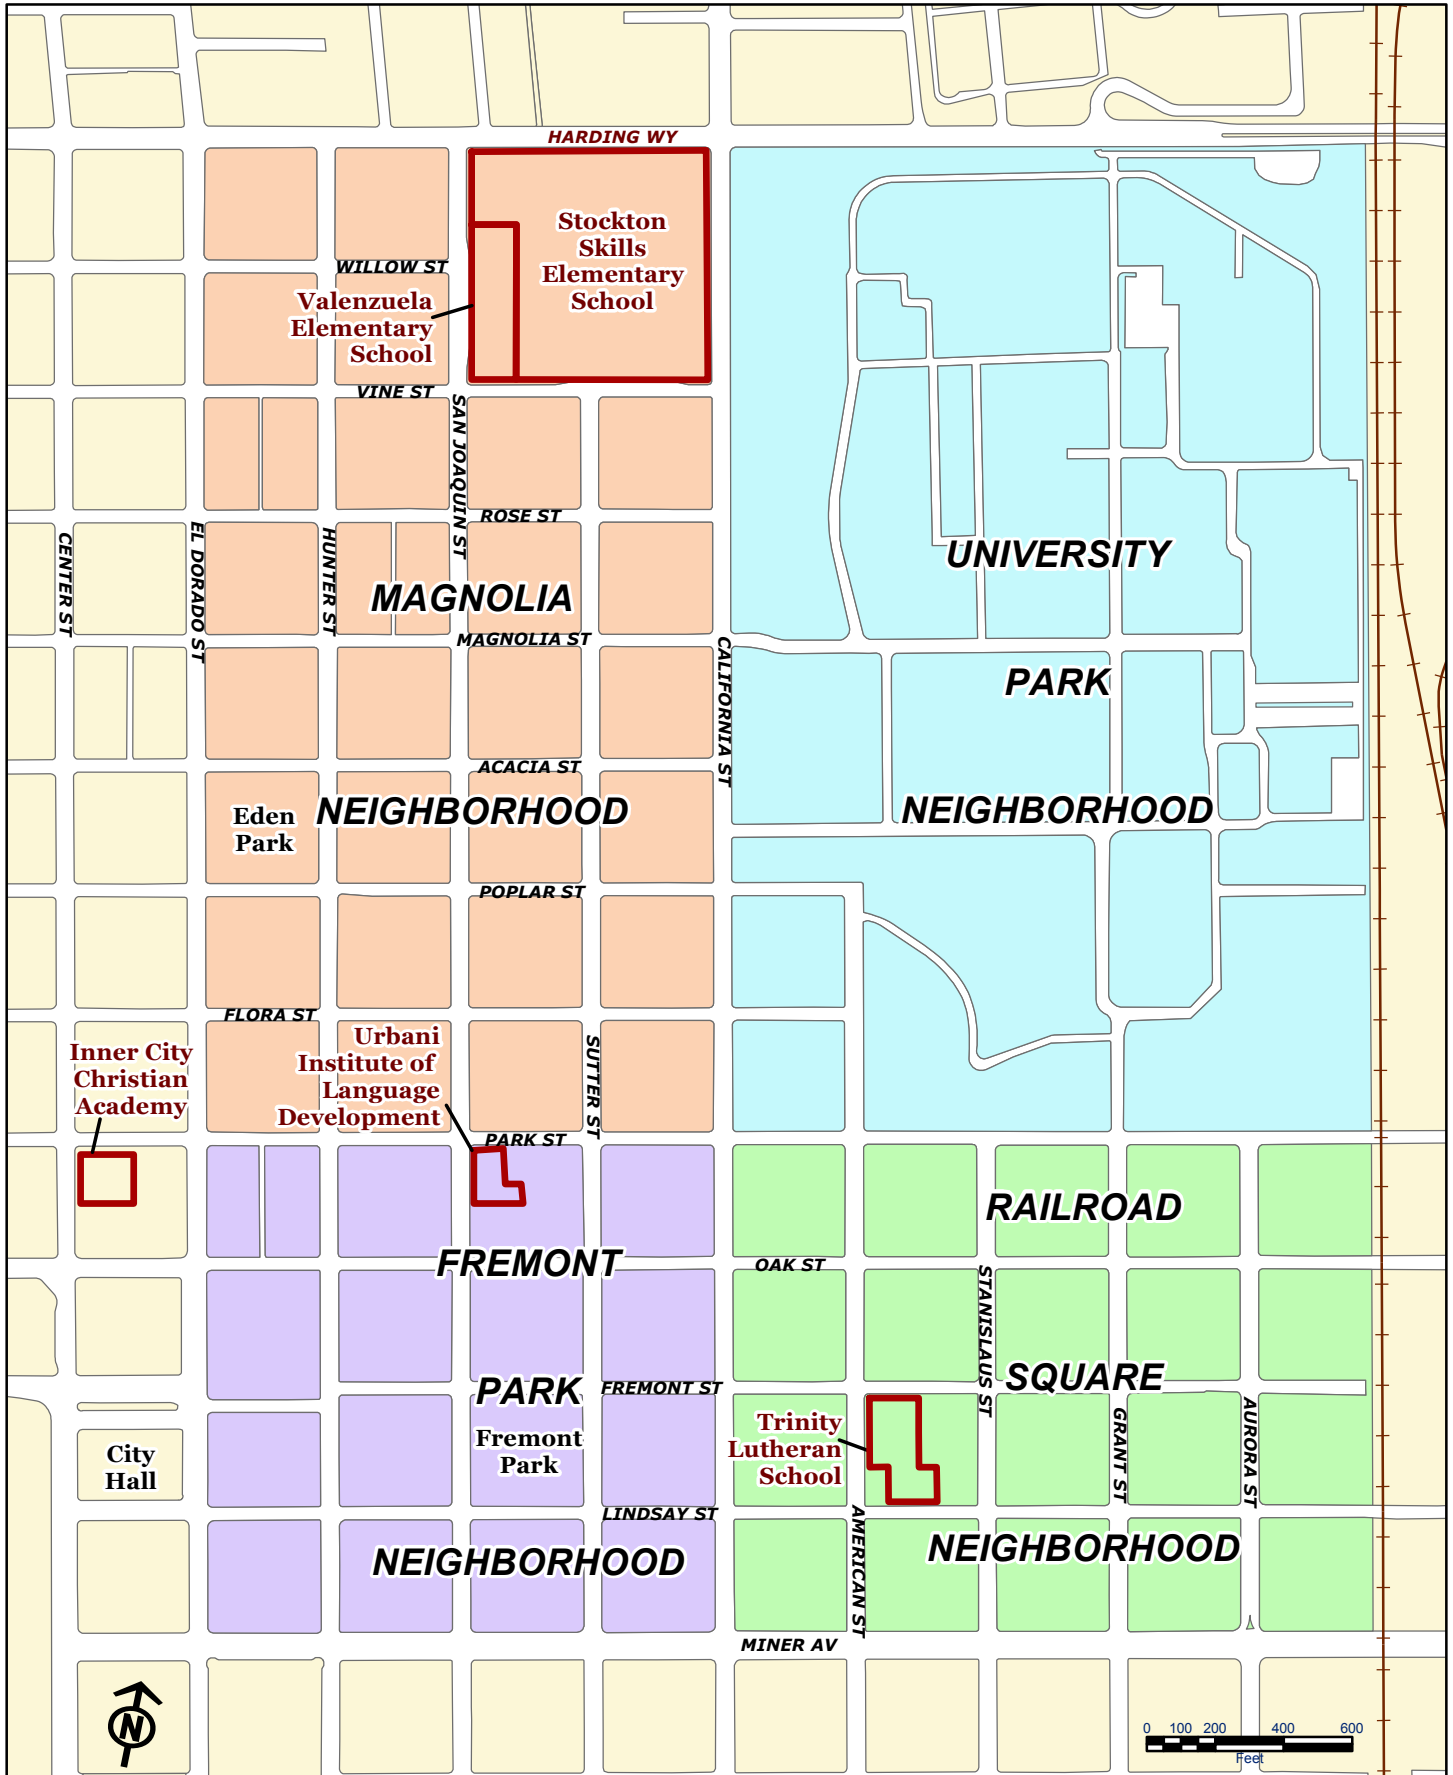 HARDING WY
Stockton
Skills
Elementary
School
WILLOW ST
Valenzuela
Elementary
School
VINE ST
SAN JOAQUIN ST
ROSE ST
CENTER ST
EL DORADO ST
HUNTER ST
UNIVERSITY
MAGNOLIA
MAGNOLIA ST
CALIFORNIA ST
PARK
ACACIA ST
Eden
Park
NEIGHBORHOOD
NEIGHBORHOOD
POPLAR ST
FLORA ST
Inner City
Christian
Academy
Urbani
Institute of
Language
Development
SUTTER ST
PARK ST
RAILROAD
FREMONT
OAK ST
STANISLAUS ST
SQUARE
PARK
FREMONT ST
Fremont
Park
Trinity
Lutheran
School
GRANT ST
AURORA ST
City
Hall
LINDSAY ST
AMERICAN ST
NEIGHBORHOOD
NEIGHBORHOOD
MINER AV
N
0 100 200 400 600
Feet